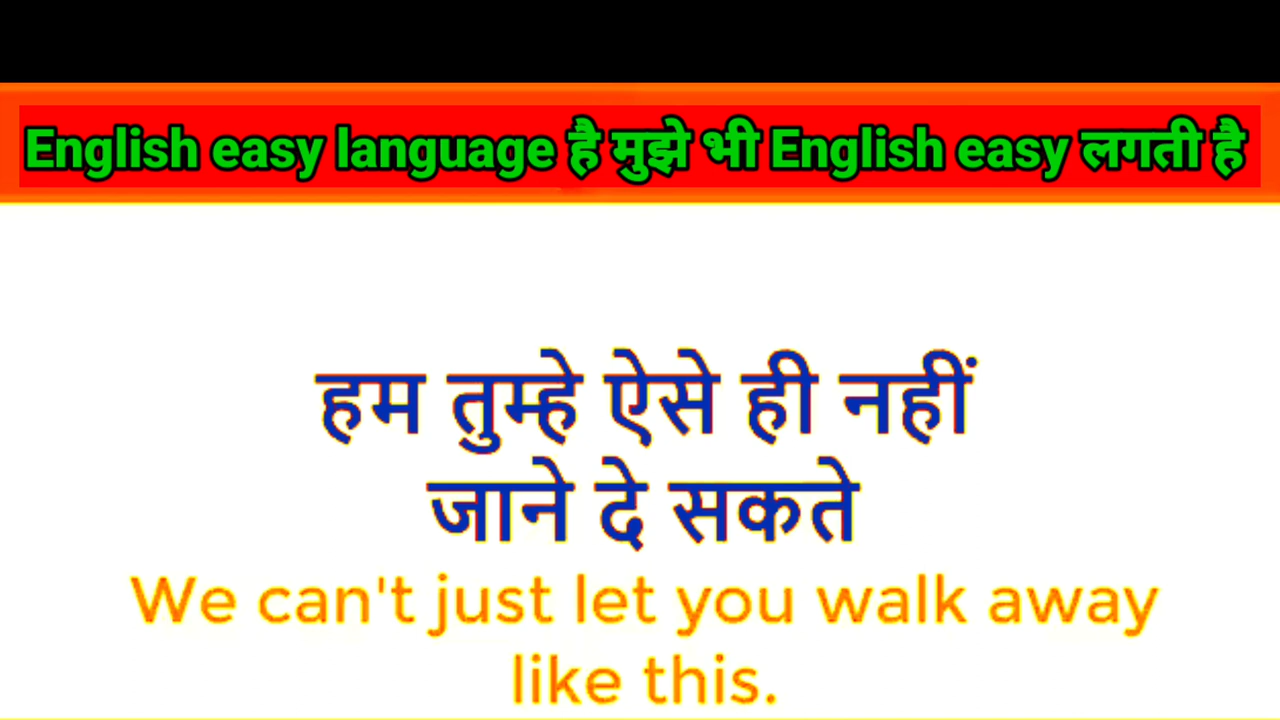 English easy language है मुझे भी English easy लगती है
हम तुम्हे ऐसे ही नहीं
जाने दे सकते
We can't just let you walk away
like this.